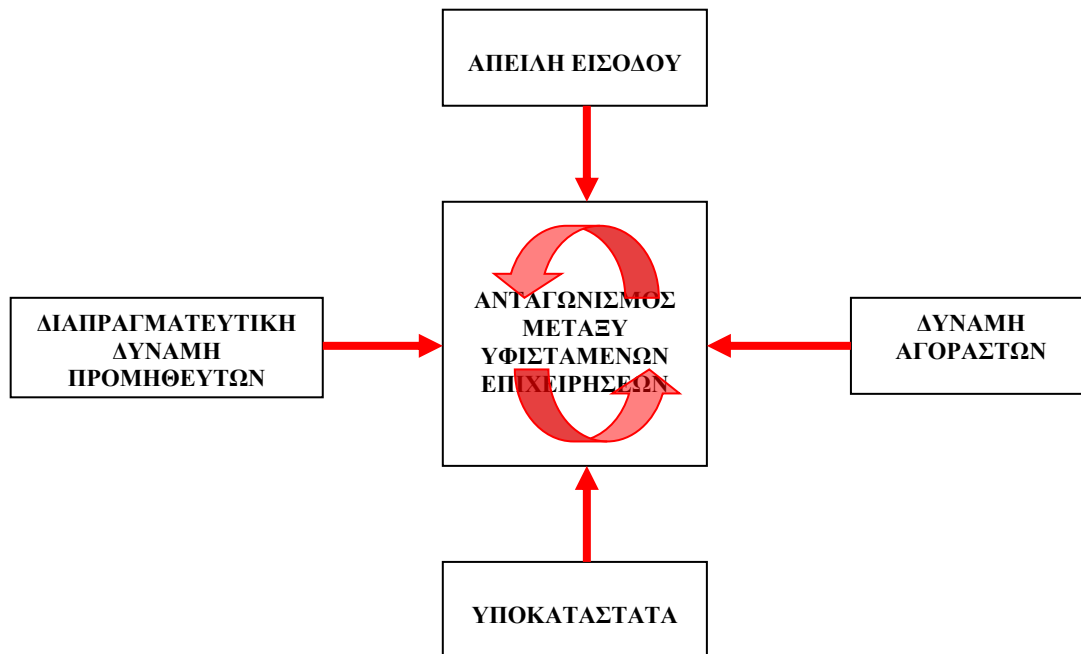 ΑΠΕΙΛΗ ΕΙΣΟΔΟΥ
ΑΝΤΑΓΩΝΙΣΜΟΣ
ΜΕΤΑΞΥ
ΥΦΙΣΤΑΜΕΝΩΝ
ΕΠΙΧΕΙΡΗΣΕΩΝ
ΔΙΑΠΡΑΓΜΑΤΕΥΤΙΚΗ
ΔΥΝΑΜΗ
ΠΡΟΜΗΘΕΥΤΩΝ
ΔΥΝΑΜΗ
ΑΓΟΡΑΣΤΩΝ
ΥΠΟΚΑΤΑΣΤΑΤΑ